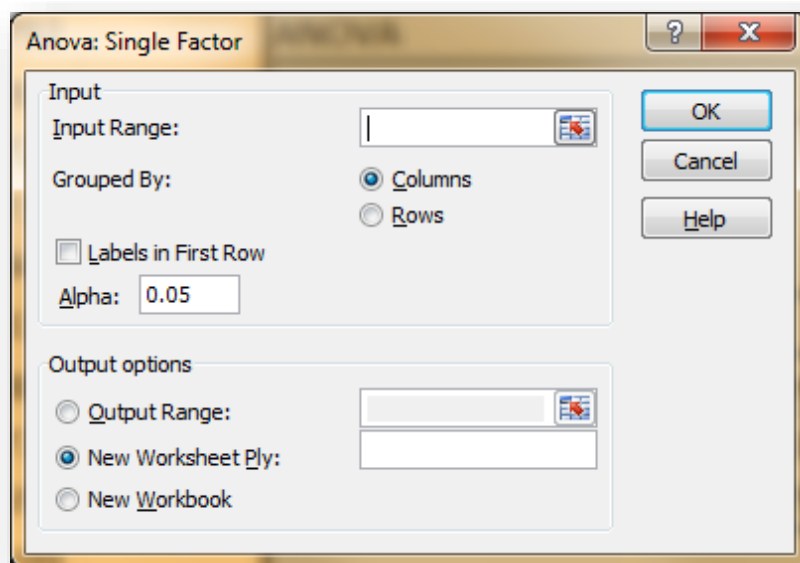 Anova: Single Factor
Input
Input Range:
Grouped By:
Columns
Rows
Labels in First Row
Alpha: 0.05
OK
Cancel
Help
Output options
Output Range:
New Worksheet Ply:
New Workbook